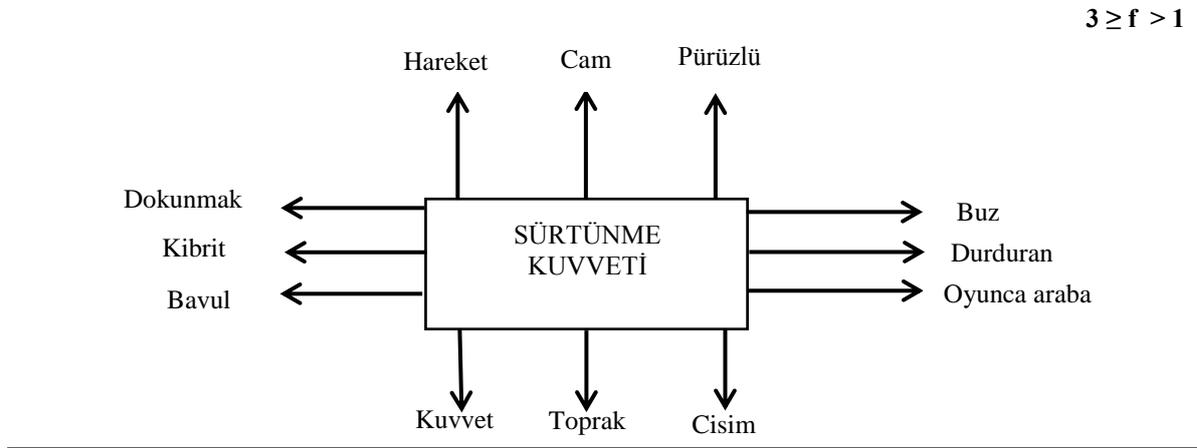 3 ≥ f > 1
Hareket
Cam
Pürüzlü
Dokunmak
Kibrit
Bavul
SÜRTÜNME
KUVVETİ
Buz
Durduran
Oyunca araba
Kuvvet
Toprak
Cisim